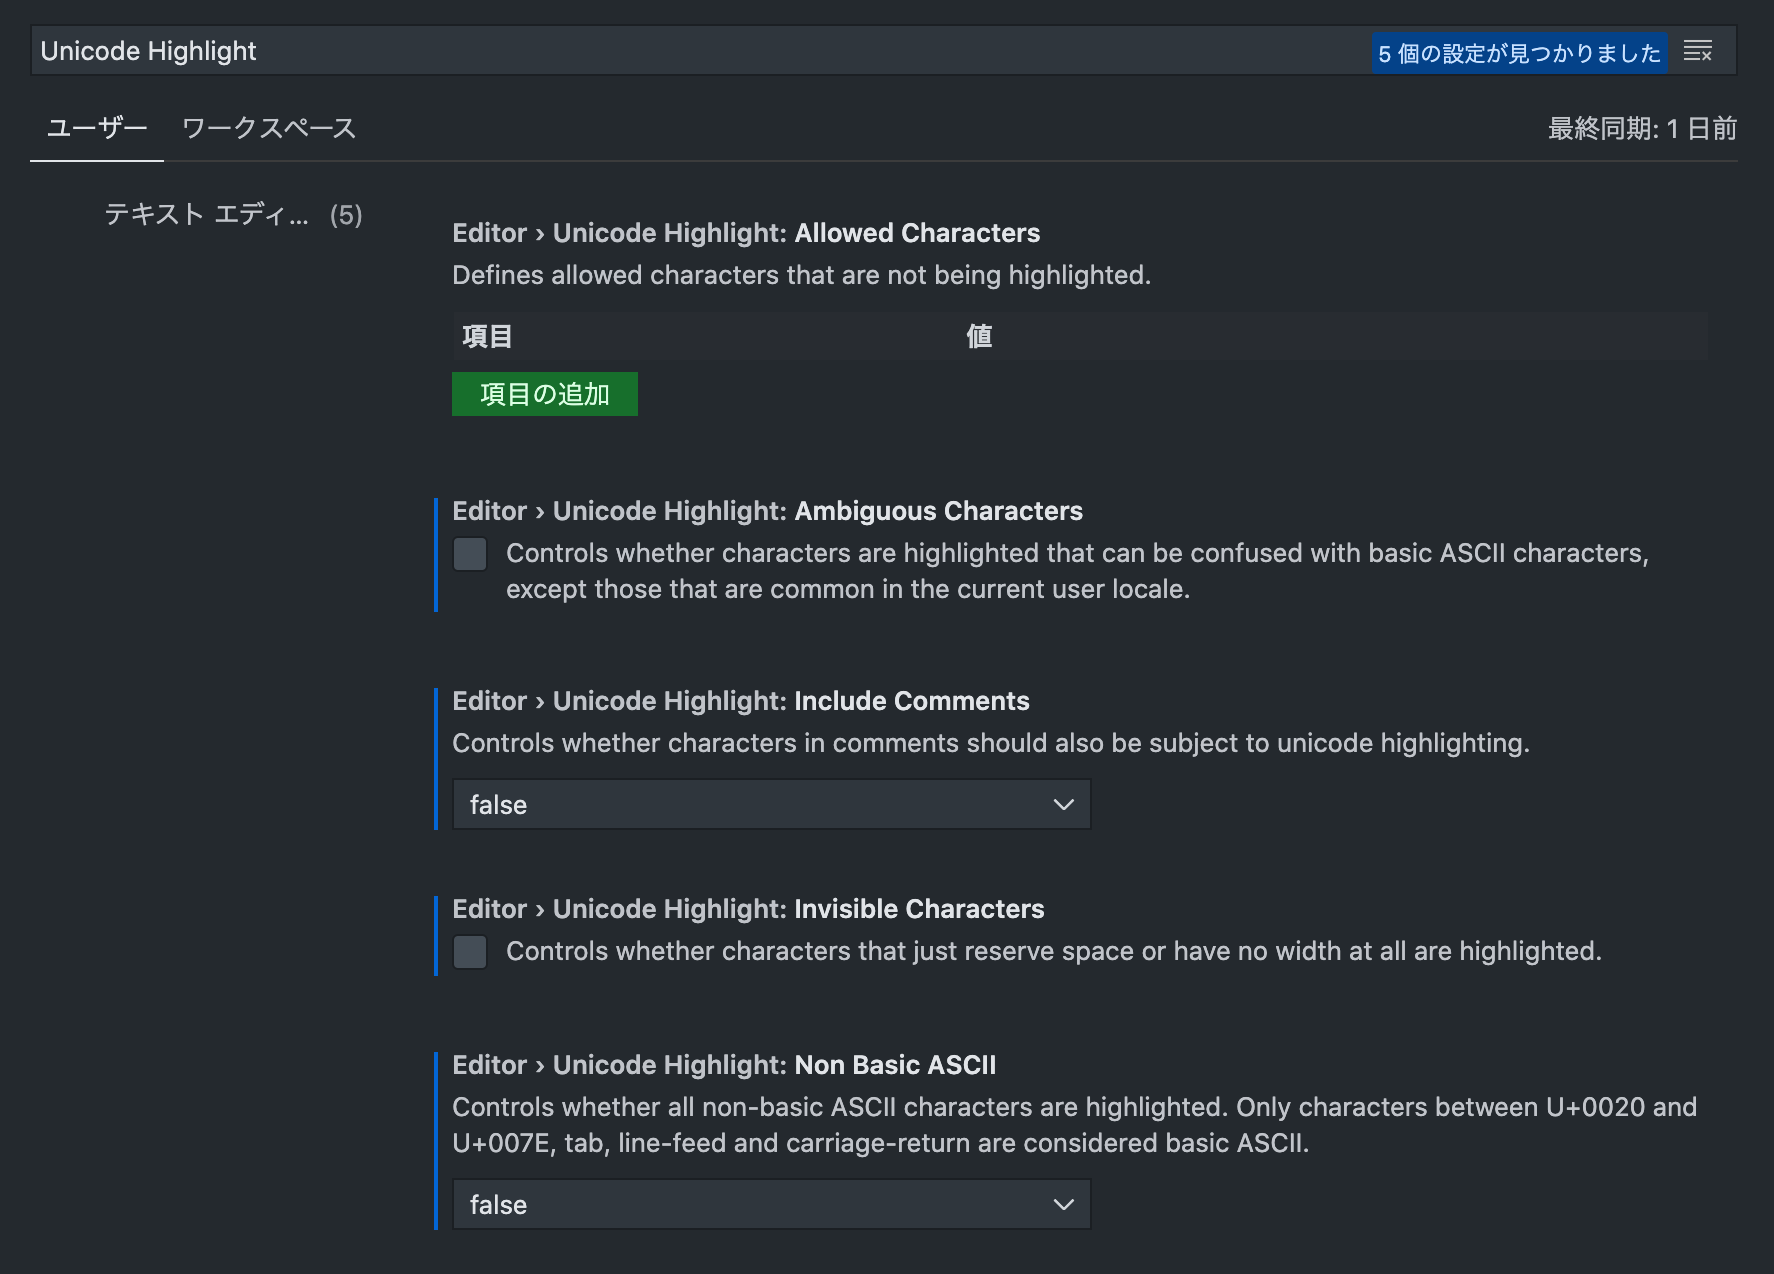 Unicode Highlight
5 個の設定が見つかりました
ユーザー ワークスペース
最終同期: 1 日前
テキスト エディ... (5)
Editor › Unicode Highlight: Allowed Characters
Defines allowed characters that are not being highlighted.
項目 値
項目の追加
Editor › Unicode Highlight: Ambiguous Characters
Controls whether characters are highlighted that can be confused with basic ASCII characters,
except those that are common in the current user locale.
Editor › Unicode Highlight: Include Comments
Controls whether characters in comments should also be subject to unicode highlighting.
false
Editor › Unicode Highlight: Invisible Characters
Controls whether characters that just reserve space or have no width at all are highlighted.
Editor › Unicode Highlight: Non Basic ASCII
Controls whether all non-basic ASCII characters are highlighted. Only characters between U+0020 and
U+007E, tab, line-feed and carriage-return are considered basic ASCII.
false